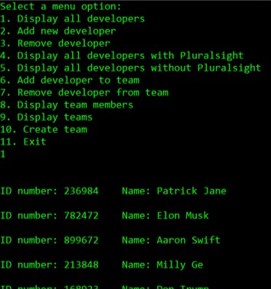 Select a menu option:
1. Display all developers
2. Add new developer
3. Remove developer
4. Display all developers with Pluralsight
5. Display all developers without Pluralsight
6. Add developer to team
7. Remove developer from team
8. Display team members
9. Display teams
10. Create team
11. Exit
1
ID number: 236984 Name: Patrick Jane
ID number: 782472 Name: Elon Musk
ID number: 899672 Name: Aaron Swift
ID number: 213848 Name: Milly Ge
ID number: 168923 Name: Don Trump